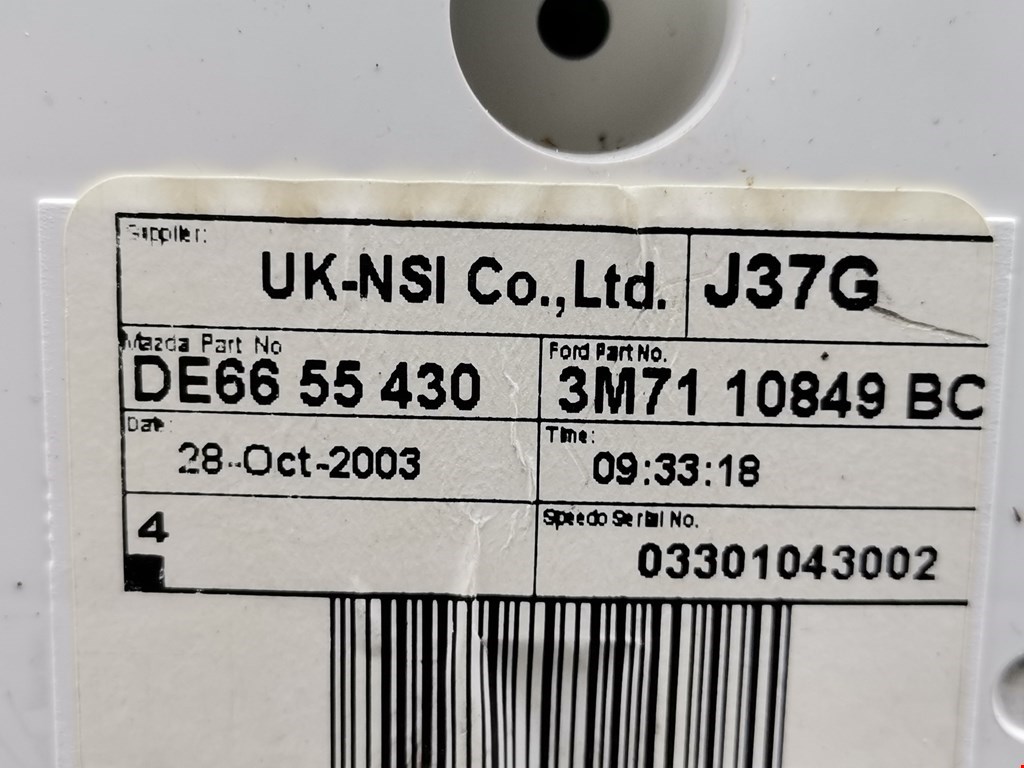 Supplier:
UK-NSI Co.,Ltd. J37G
Mazda Part No Ford Part No.
DE66 55 430 3M71 10849 BC
Date: Time:
28-Oct-2003 09:33:18
4 Speedo Serial No.
03301043002